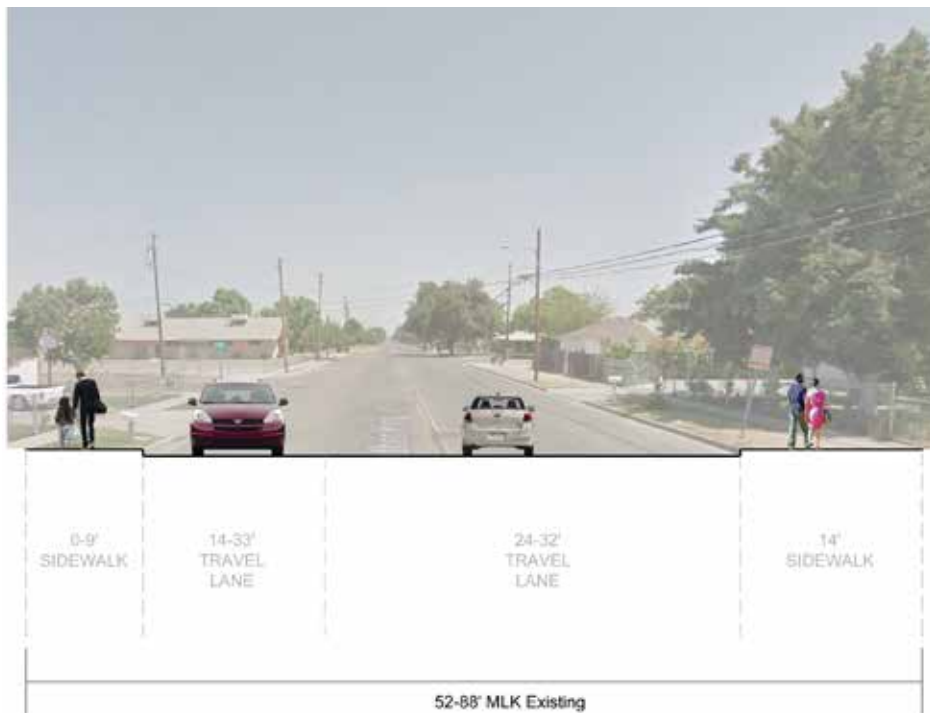 0-9'
SIDEWALK
14-33'
TRAVEL
LANE
24-32'
TRAVEL
LANE
14'
SIDEWALK
52-88' MLK Existing